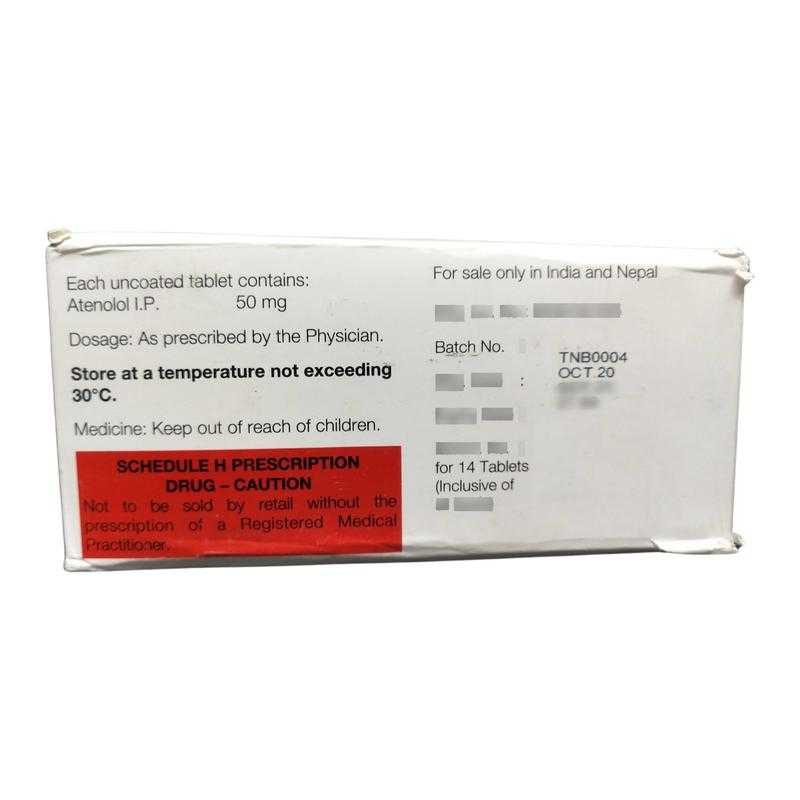 Each uncoated tablet contains:
Atenolol I.P. 50 mg
Dosage: As prescribed by the Physician.
Store at a temperature not exceeding
30°C.
Medicine: Keep out of reach of children.
SCHEDULE H PRESCRIPTION
DRUG – CAUTION
Not to be sold by retail without the
prescription of a Registered Medical
Practitioner.
For sale only in India and Nepal
Batch No. TNB0004
: OCT.20
for 14 Tablets
(Inclusive of